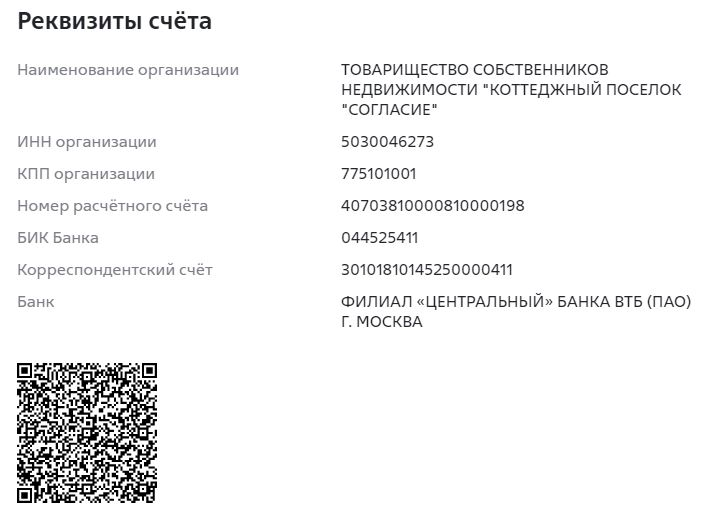 Реквизиты счёта
Наименование организации
ТОВАРИЩЕСТВО СОБСТВЕННИКОВ
НЕДВИЖИМОСТИ "КОТТЕДЖНЫЙ ПОСЕЛОК
"СОГЛАСИЕ"
ИНН организации
5030046273
КПП организации
775101001
Номер расчётного счёта
40703810000810000198
БИК Банка
044525411
Корреспондентский счёт
30101810145250000411
Банк
ФИЛИАЛ «ЦЕНТРАЛЬНЫЙ» БАНКА ВТБ (ПАО)
Г. МОСКВА